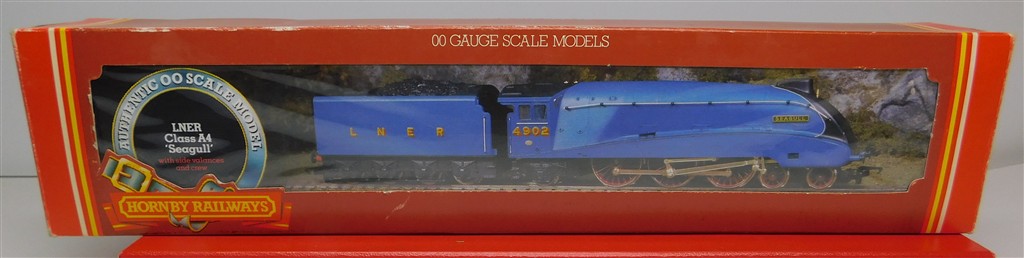 00 GAUGE SCALE MODELS
AUTHENTIC 00 SCALE MODEL
LNER
Class A4
'Seagull'
with side valances
and crew
HORNBY RAILWAYS
L N E R
4902
SEAGULL